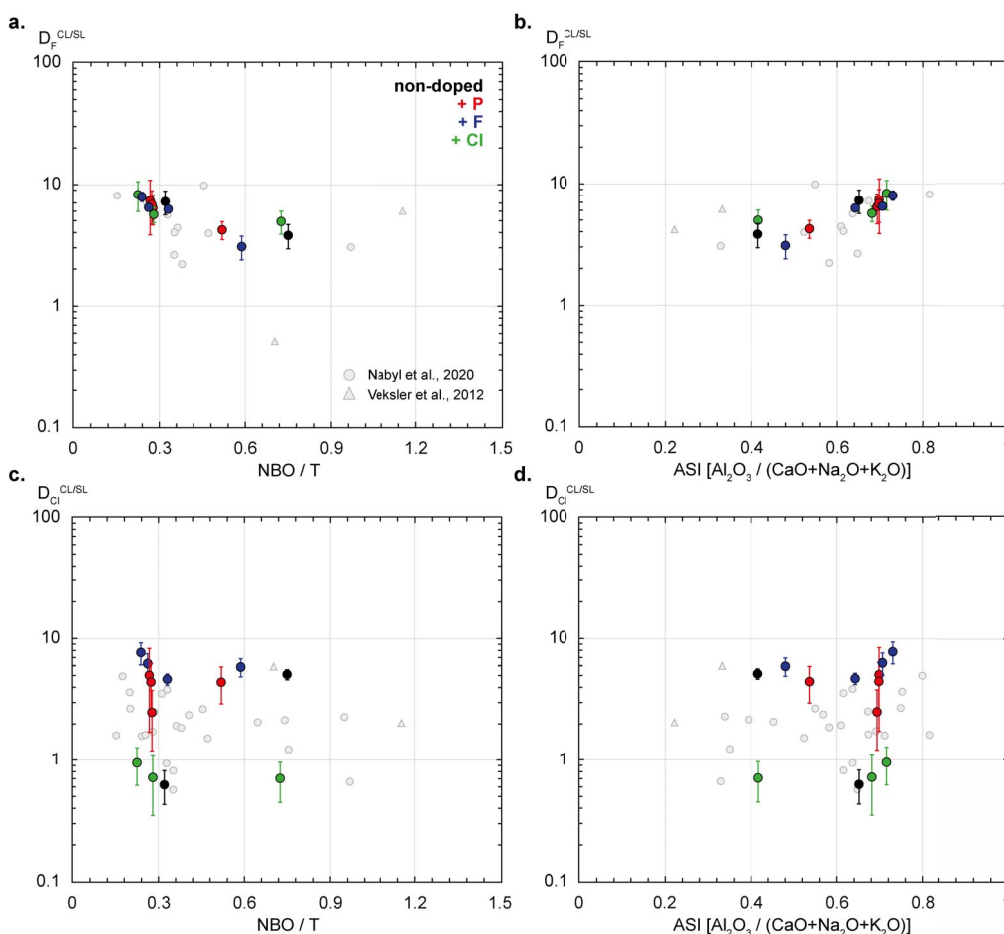 a.
D_F^CL/SL
100
10
1
0.1
0
0.3
0.6
0.9
1.2
1.5
NBO / T
non-doped
+ P
+ F
+ Cl
Nabyl et al., 2020
Veksler et al., 2012
b.
D_F^CL/SL
100
10
1
0.1
0
0.2
0.4
0.6
0.8
ASI [Al₂O₃ / (CaO+Na₂O+K₂O)]
c.
D_Cl^CL/SL
100
10
1
0.1
0
0.3
0.6
0.9
1.2
1.5
NBO / T
d.
100
10
1
0.1
0
0.2
0.4
0.6
0.8
ASI [Al₂O₃ / (CaO+Na₂O+K₂O)]